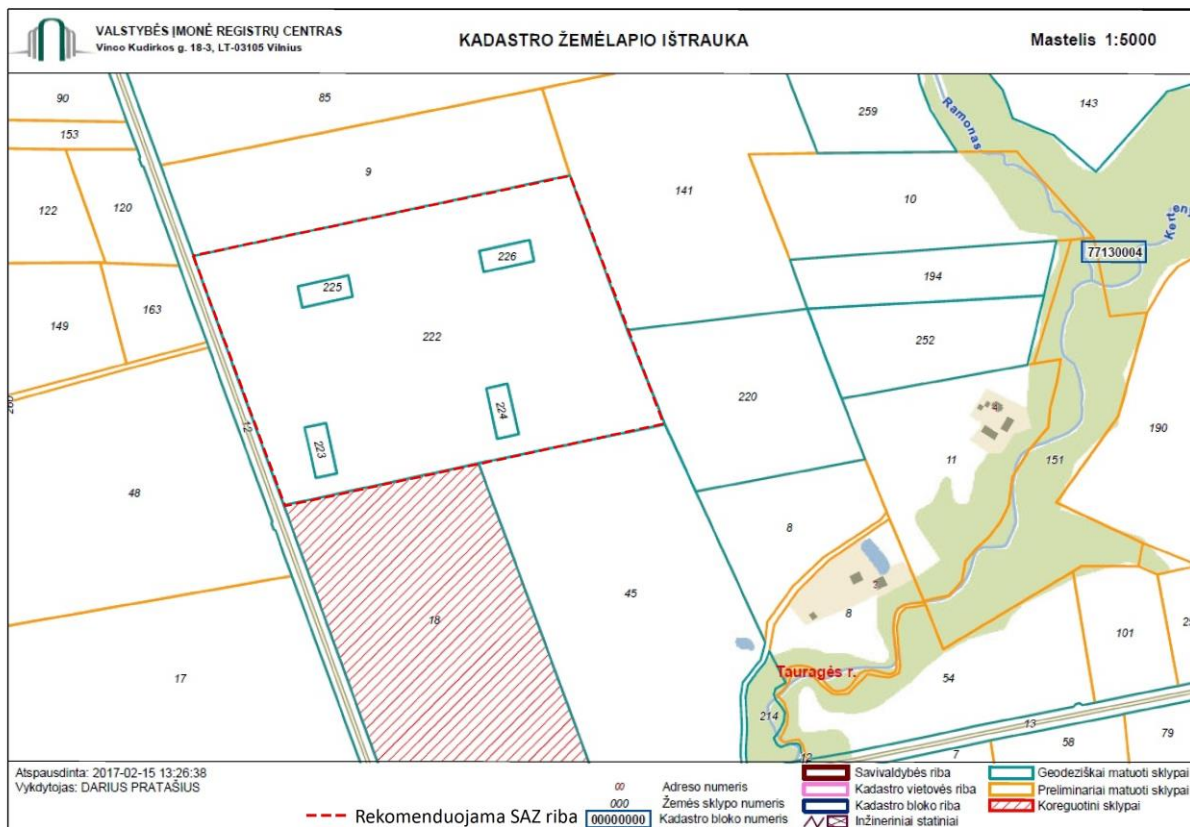 VALSTYBĖS ĮMONĖ REGISTRŲ CENTRAS
Vinco Kudirkos g. 18-3, LT-03105 Vilnius
KADASTRO ŽEMĖLAPIO IŠTRAUKA
Mastelis 1:5000
90
85
259
143
153
Ramonas
9
141
122
120
10
225
226
77130004
194
149
163
222
252
12
223
224
220
190
48
11
151
8
18
45
8
101
17
Tauragės r.
54
214
13
12
7
58
79
Atspausdinta: 2017-02-15 13:26:38
Vykdytojas: DARIUS PRATAŠIUS
Rekomenduojama SAZ riba
00 Adreso numeris
000 Žemės sklypo numeris
00000000 Kadastro bloko numeris
Savivaldybės riba
Kadastro vietovės riba
Kadastro bloko riba
Inžineriniai statiniai
Geodeziškai matuoti sklypai
Preliminariai matuoti sklypai
Koreguotini sklypai